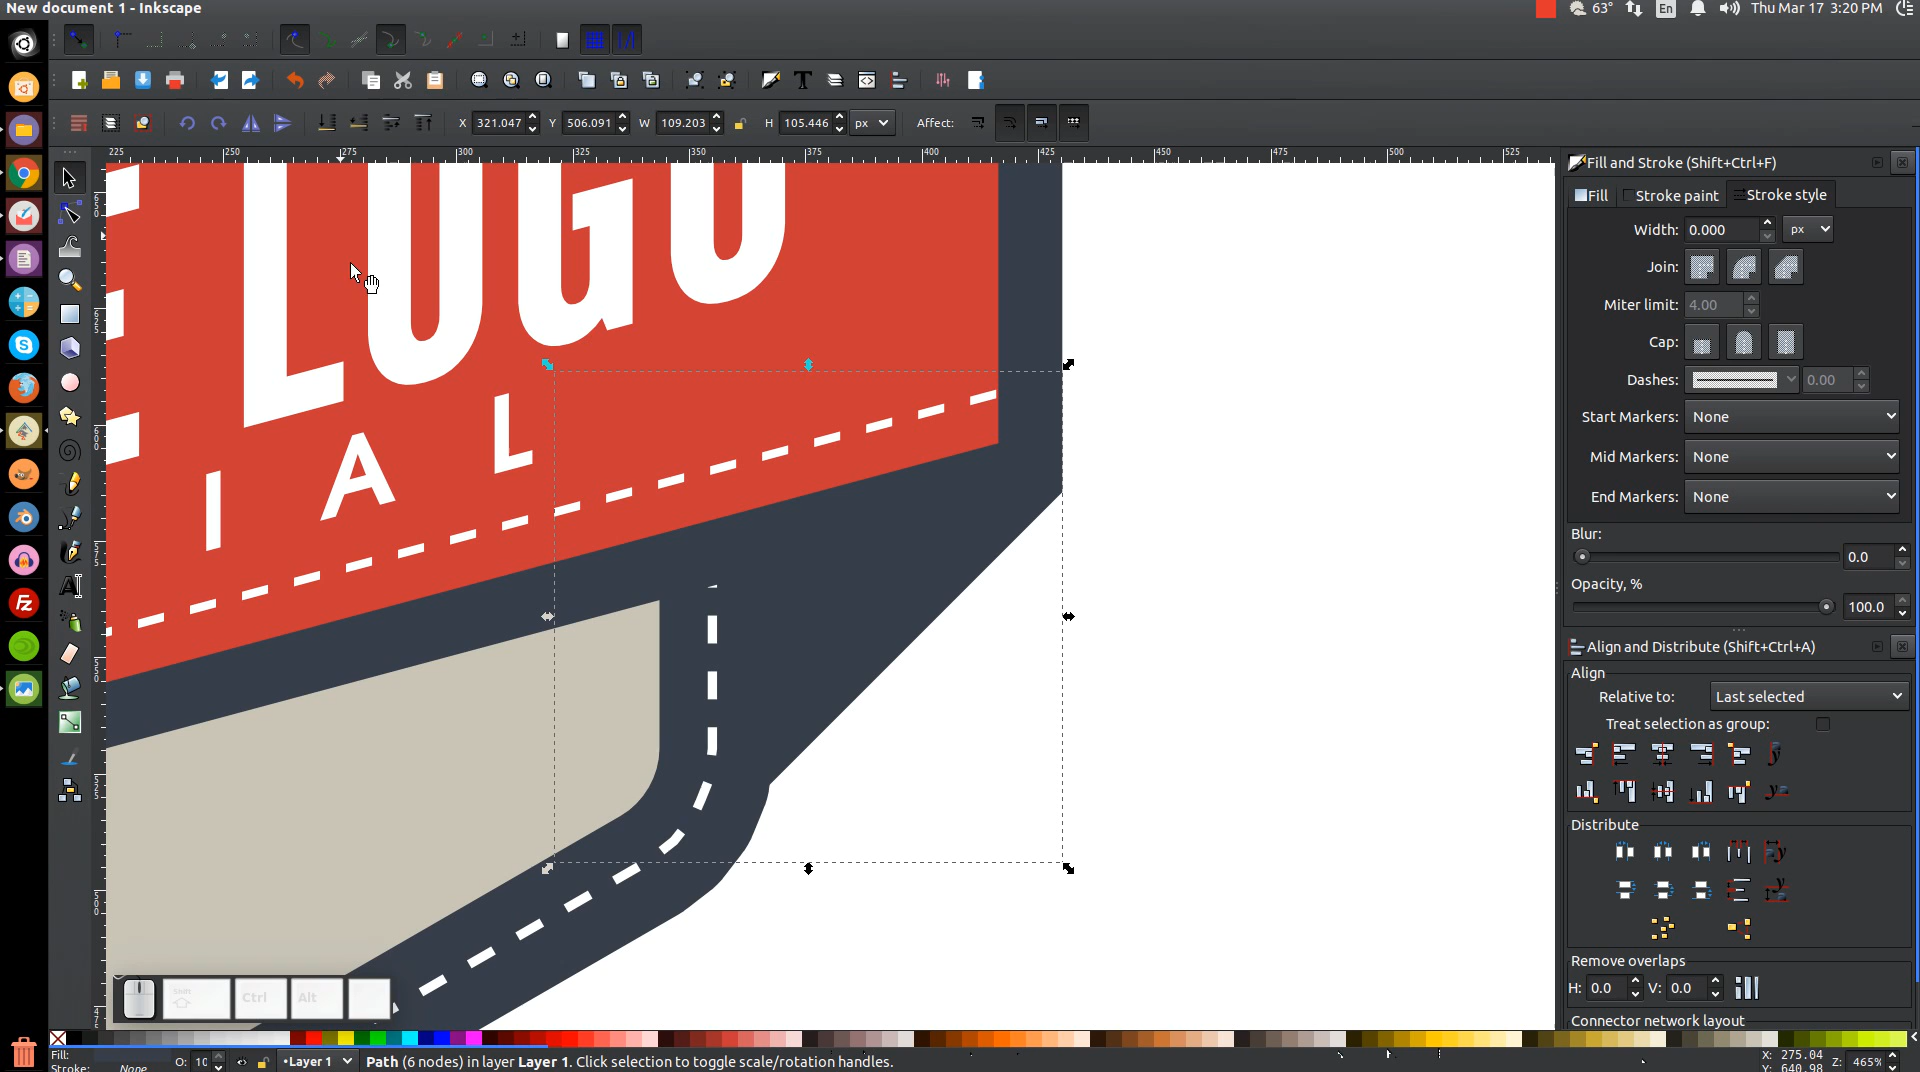 New document 1 - Inkscape
63° En Thu Mar 17 3:20 PM
X 321.047 Y 506.091 W 109.203 H 105.446 px Affect:
225 250 275 300 325 350 375 400 425 450 475 500 525
LOGO
I A L
Fill and Stroke (Shift+Ctrl+F)
Fill Stroke paint Stroke style
Width: 0.000 px
Join:
Miter limit: 4.00
Cap:
Dashes: 0.00
Start Markers: None
Mid Markers: None
End Markers: None
Blur:
0.0
Opacity, %
100.0
Align and Distribute (Shift+Ctrl+A)
Align
Relative to: Last selected
Treat selection as group:
Distribute
Remove overlaps
H: 0.0 V: 0.0
Connector network layout
Shift Ctrl Alt
Fill:
Stroke: None
O: 10 •Layer 1 Path (6 nodes) in layer Layer 1. Click selection to toggle scale/rotation handles.
X: 275.04
Y: 640.98 Z: 465%